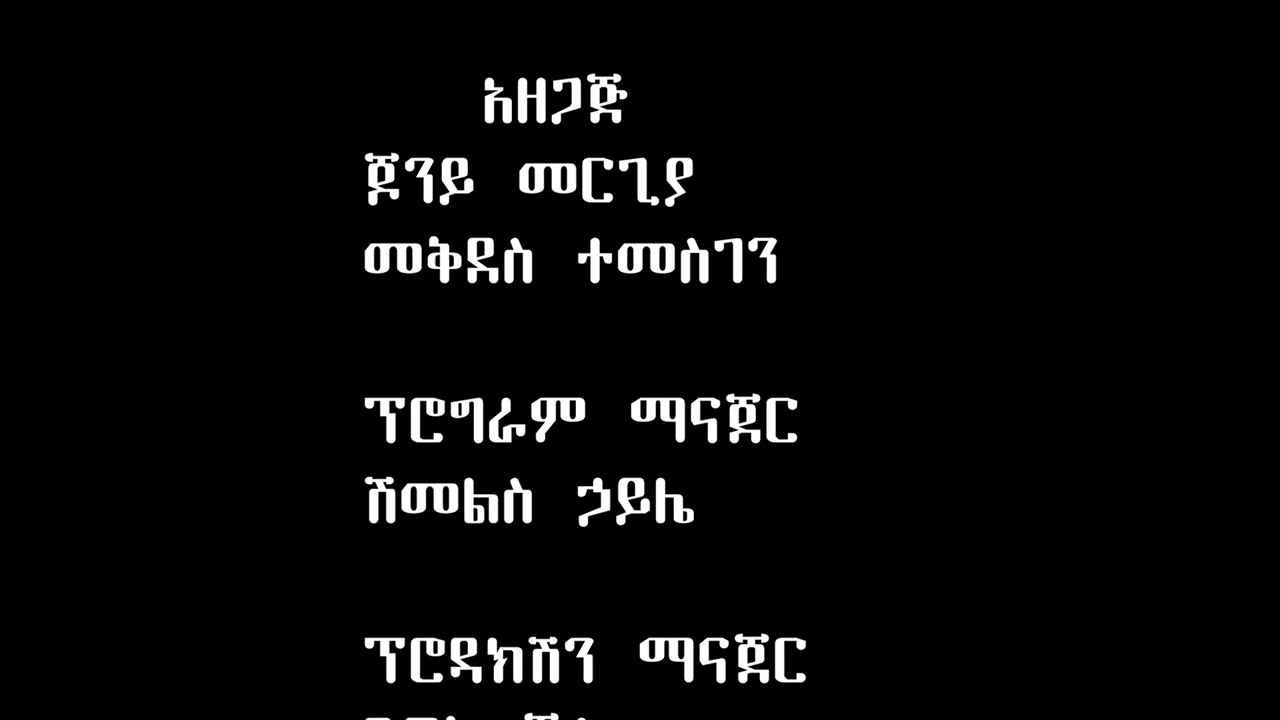 አዘጋጅ
ጆንይ መርጊያ
መቅደስ ተመስገን
ፕሮግራም ማናጀር
ሽመልስ ኃይሌ
ፕሮዳክሽን ማናጀር